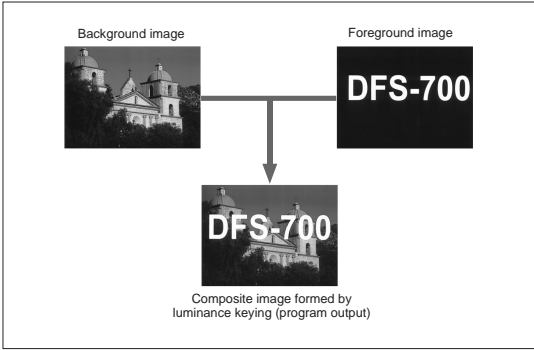 Background image
Foreground image
DFS-700
DFS-700
Composite image formed by
luminance keying (program output)